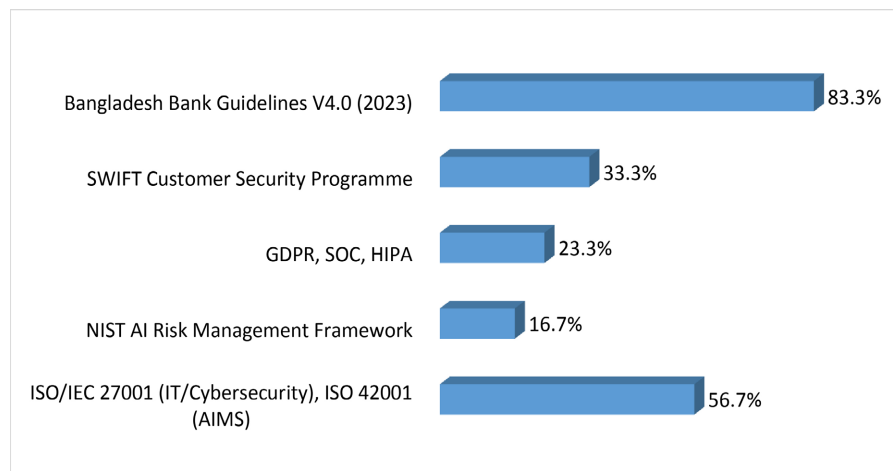 Bangladesh Bank Guidelines V4.0 (2023)
83.3%
SWIFT Customer Security Programme
33.3%
GDPR, SOC, HIPA
23.3%
NIST AI Risk Management Framework
16.7%
ISO/IEC 27001 (IT/Cybersecurity), ISO 42001
(AIMS)
56.7%